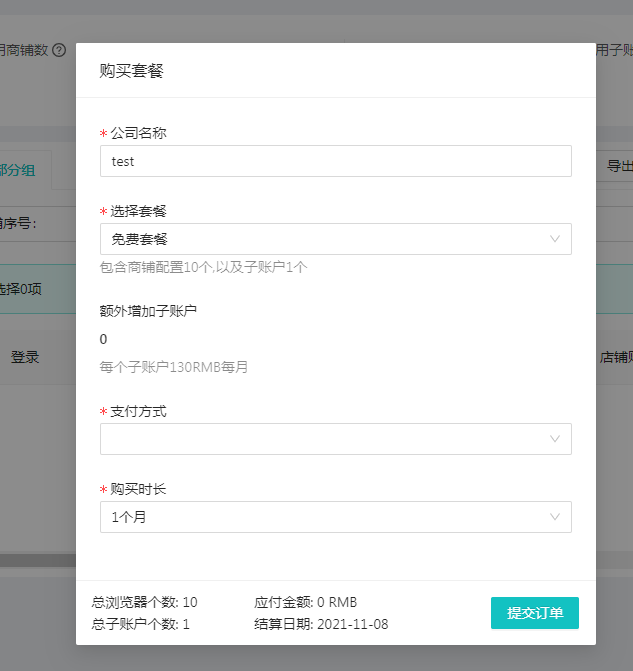 用商铺数
购买套餐
用子账
* 公司名称
test
部分组
导出
* 选择套餐
序号:
免费套餐
包含商铺配置10个,以及子账户1个
选择0项
额外增加子账户
0
登录
每个子账户130RMB每月
店铺
* 支付方式
* 购买时长
1个月
总浏览器个数: 10
应付金额: 0 RMB
总子账户个数: 1
结算日期: 2021-11-08
提交订单